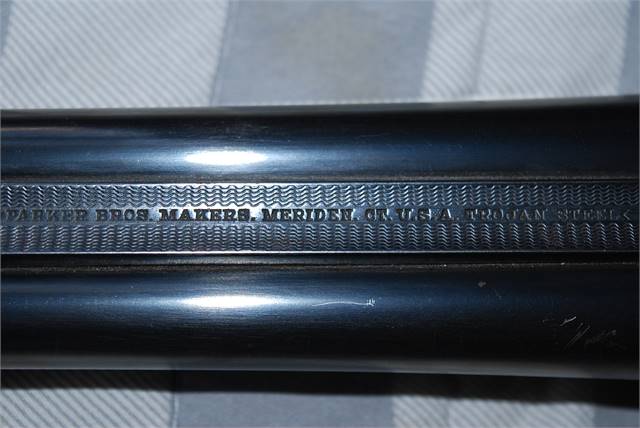 PARKER BROS. MAKERS. MERIDEN. CT. U.S.A. TROJAN STEEL